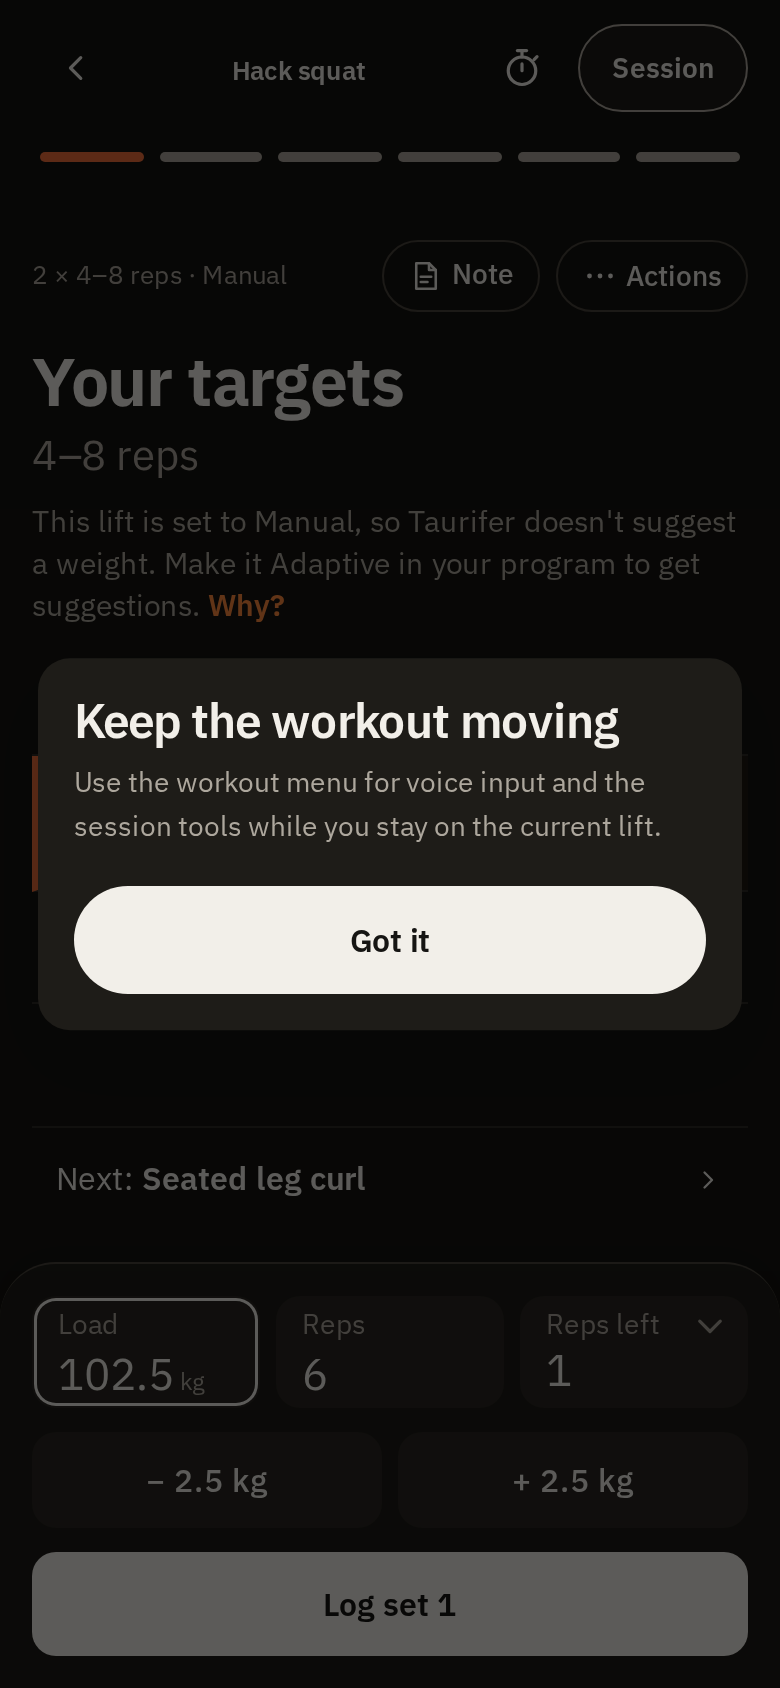 Hack squat
Session
2 × 4–8 reps · Manual
Note
··· Actions
Your targets
4–8 reps
This lift is set to Manual, so Taurifer doesn't suggest
a weight. Make it Adaptive in your program to get
suggestions. Why?
Keep the workout moving
Use the workout menu for voice input and the
session tools while you stay on the current lift.
Got it
Next: Seated leg curl
Load
102.5 kg
Reps
6
Reps left
1
– 2.5 kg
+ 2.5 kg
Log set 1